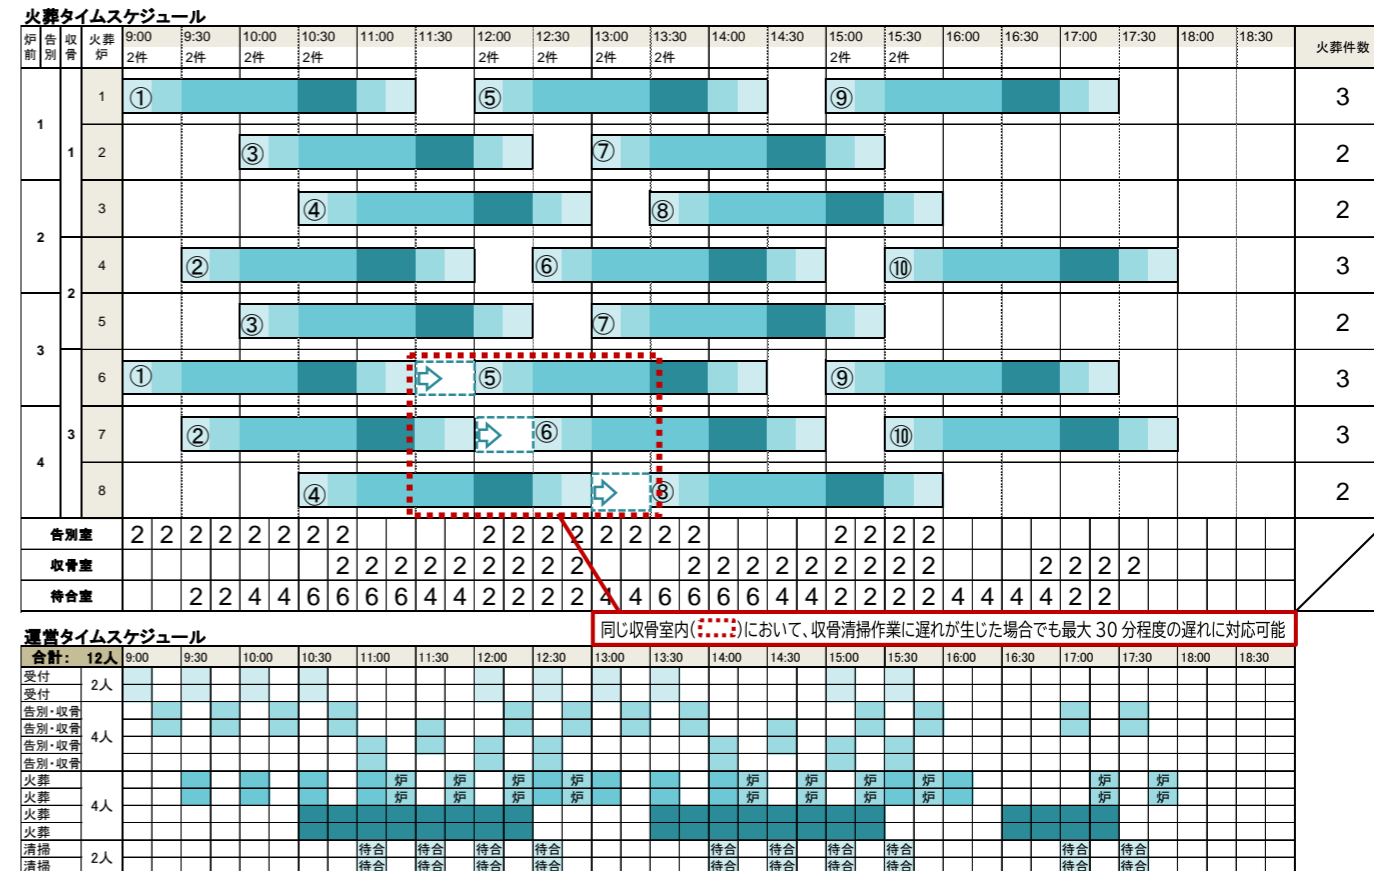 火葬タイムスケジュール
炉前 告別 収骨 火葬炉 9:00 9:30 10:00 10:30 11:00 11:30 12:00 12:30 13:00 13:30 14:00 14:30 15:00 15:30 16:00 16:30 17:00 17:30 18:00 18:30 火葬件数
2件 2件 2件 2件 2件 2件 2件 2件 2件 2件
1 ① ⑤ ⑨ 3
1
1 2 ③ ⑦ 2
3 ④ ⑧ 2
2
4 ② ⑥ ⑩ 3
2
5 ③ ⑦ 2
3
6 ① ⑤ ⑨ 3
3 7 ② ⑥ ⑩ 3
4
8 ④ ⑧ 2
告別室 2 2 2 2 2 2 2 2 2 2 2 2 2 2 2 2 2 2 2 2
収骨室 2 2 2 2 2 2 2 2 2 2 2 2 2 2 2 2 2 2 2 2 2 2
待合室 2 2 4 4 6 6 6 6 4 4 2 2 2 2 4 4 6 6 6 6 4 4 2 2 2 2 4 4 4 4 2 2
同じ収骨室内( )において、収骨清掃作業に遅れが生じた場合でも最大 30 分程度の遅れに対応可能
運営タイムスケジュール
合計: 12人 9:00 9:30 10:00 10:30 11:00 11:30 12:00 12:30 13:00 13:30 14:00 14:30 15:00 15:30 16:00 16:30 17:00 17:30 18:00 18:30
受付
2人
受付
告別・収骨
告別・収骨
4人
告別・収骨
告別・収骨
火葬 炉 炉 炉 炉 炉 炉 炉 炉 炉 炉
火葬 炉 炉 炉 炉 炉 炉 炉 炉 炉 炉
4人
火葬
火葬
清掃 待合 待合 待合 待合 待合 待合 待合 待合 待合 待合
2人
清掃 待合 待合 待合 待合 待合 待合 待合 待合 待合 待合